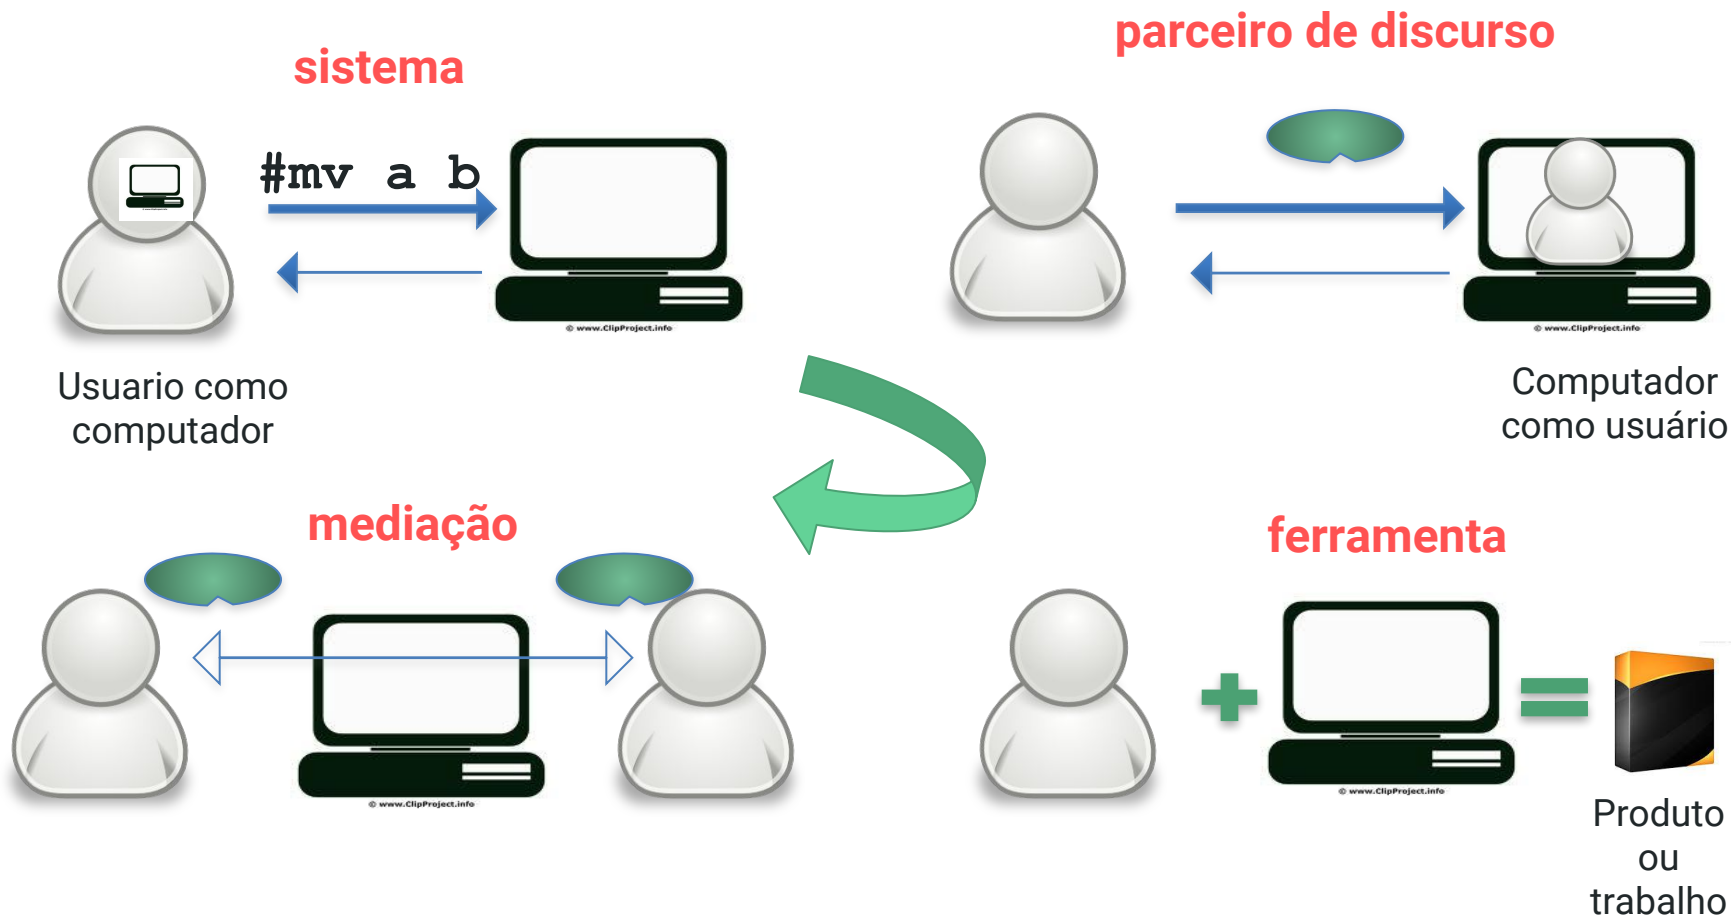 sistema
#mv a b
© www.ClipProject.info
Usuario como
computador
parceiro de discurso
© www.ClipProject.info
Computador
como usuário
mediação
© www.ClipProject.info
ferramenta
© www.ClipProject.info
Produto
ou
trabalho